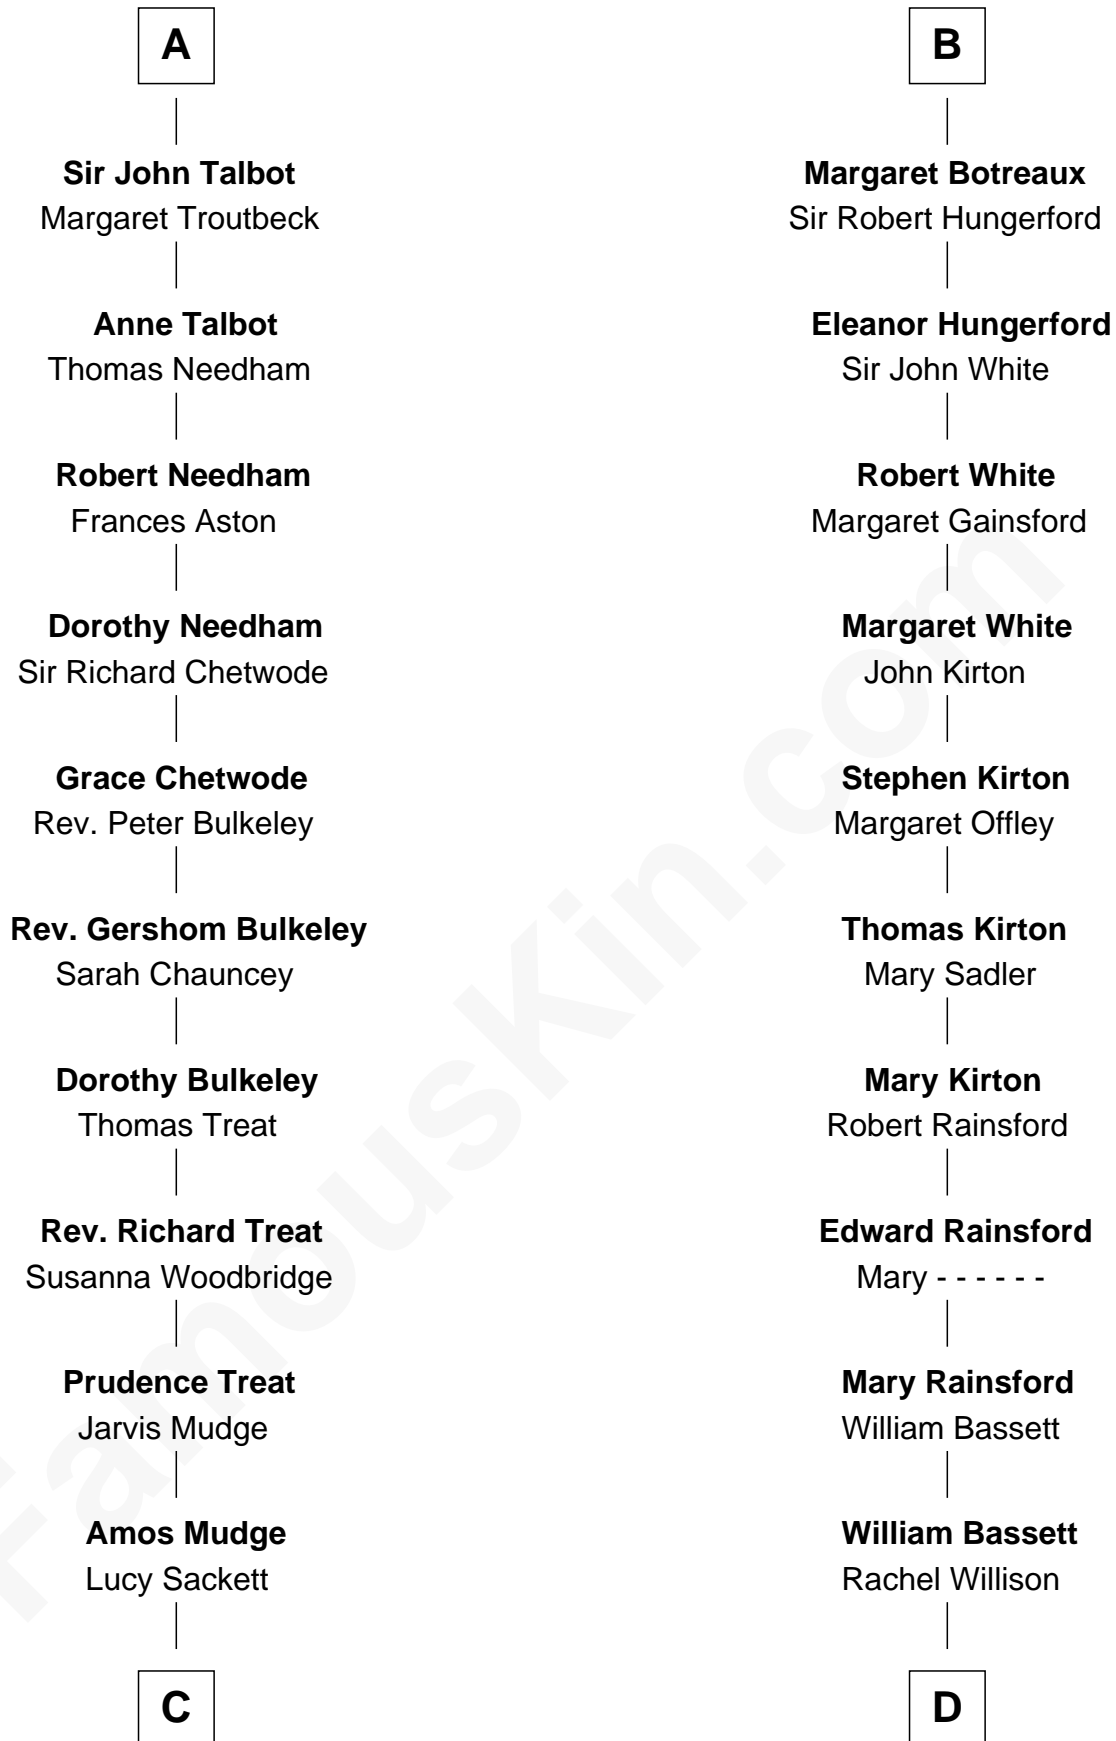 A
Sir John Talbot
Margaret Troutbeck
Anne Talbot
Thomas Needham
Robert Needham
Frances Aston
Dorothy Needham
Sir Richard Chetwode
Grace Chetwode
Rev. Peter Bulkeley
Rev. Gershom Bulkeley
Sarah Chauncey
Dorothy Bulkeley
Thomas Treat
Rev. Richard Treat
Susanna Woodbridge
Prudence Treat
Jarvis Mudge
Amos Mudge
Lucy Sackett
C
B
Margaret Botreaux
Sir Robert Hungerford
Eleanor Hungerford
Sir John White
Robert White
Margaret Gainsford
Margaret White
John Kirton
Stephen Kirton
Margaret Offley
Thomas Kirton
Mary Sadler
Mary Kirton
Robert Rainsford
Edward Rainsford
Mary - - - - - -
Mary Rainsford
William Bassett
William Bassett
Rachel Willison
D
FamousKin.com